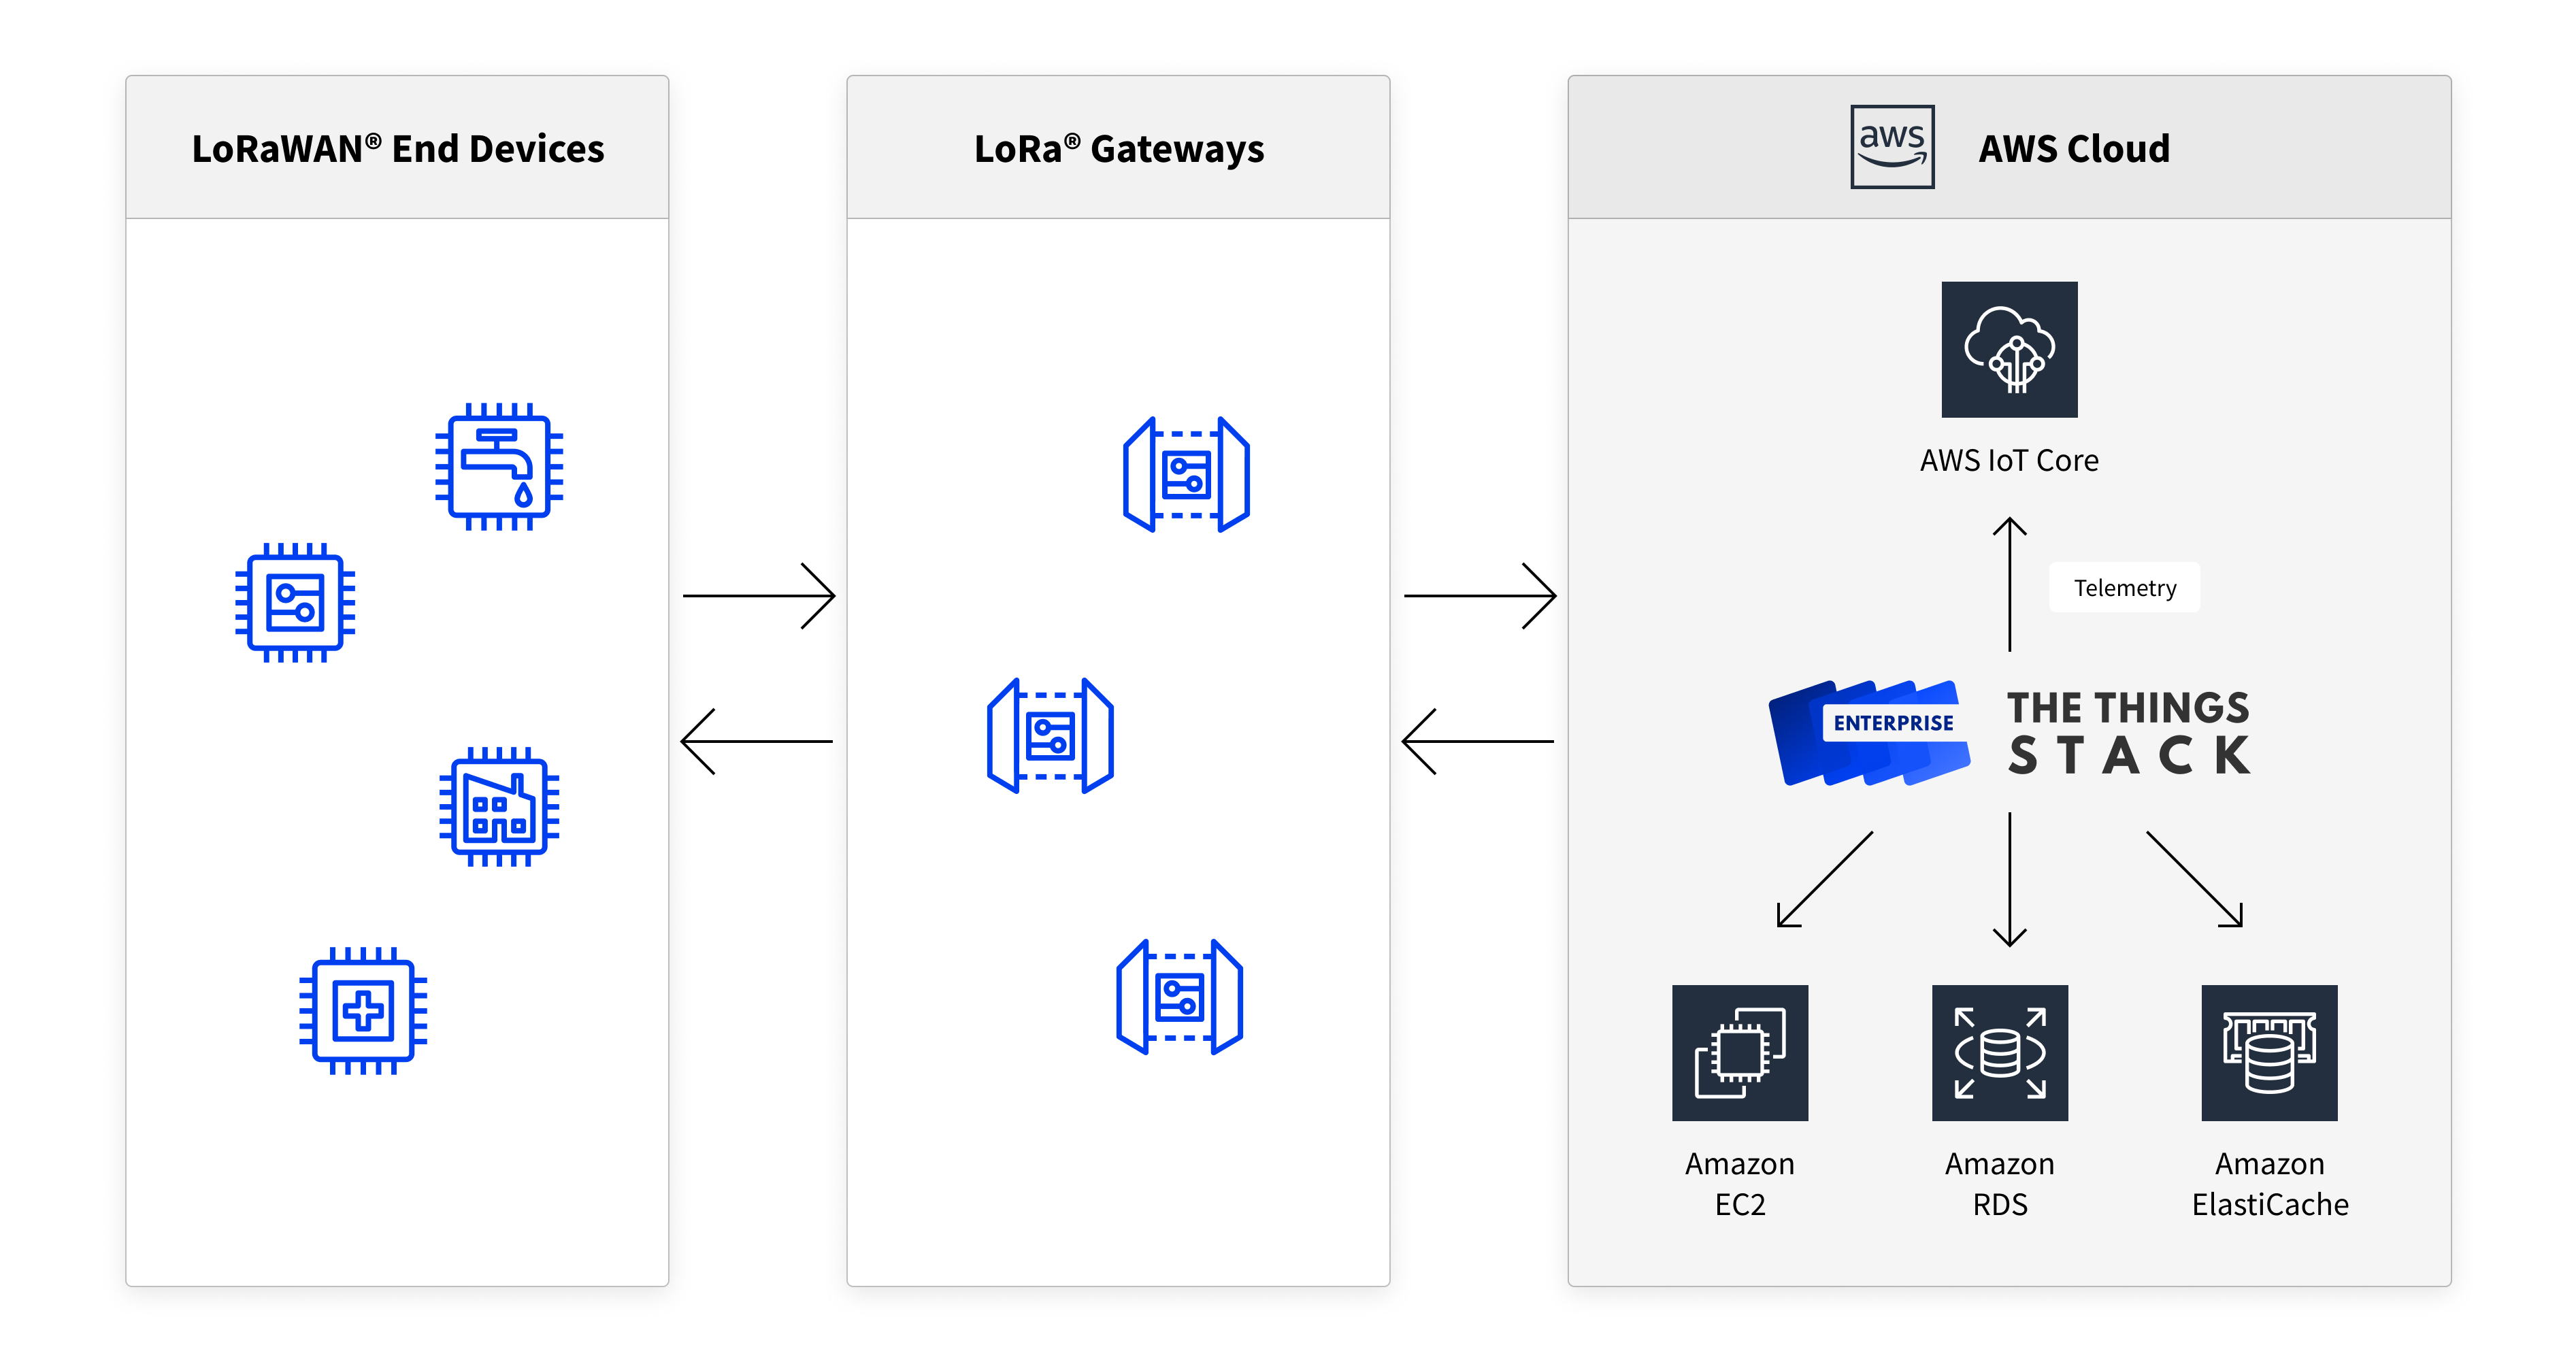 LoRaWAN® End Devices
LoRa® Gateways
aws
AWS Cloud
AWS IoT Core
Telemetry
ENTERPRISE
THE THINGS
STACK
Amazon
EC2
Amazon
RDS
Amazon
ElastiCache